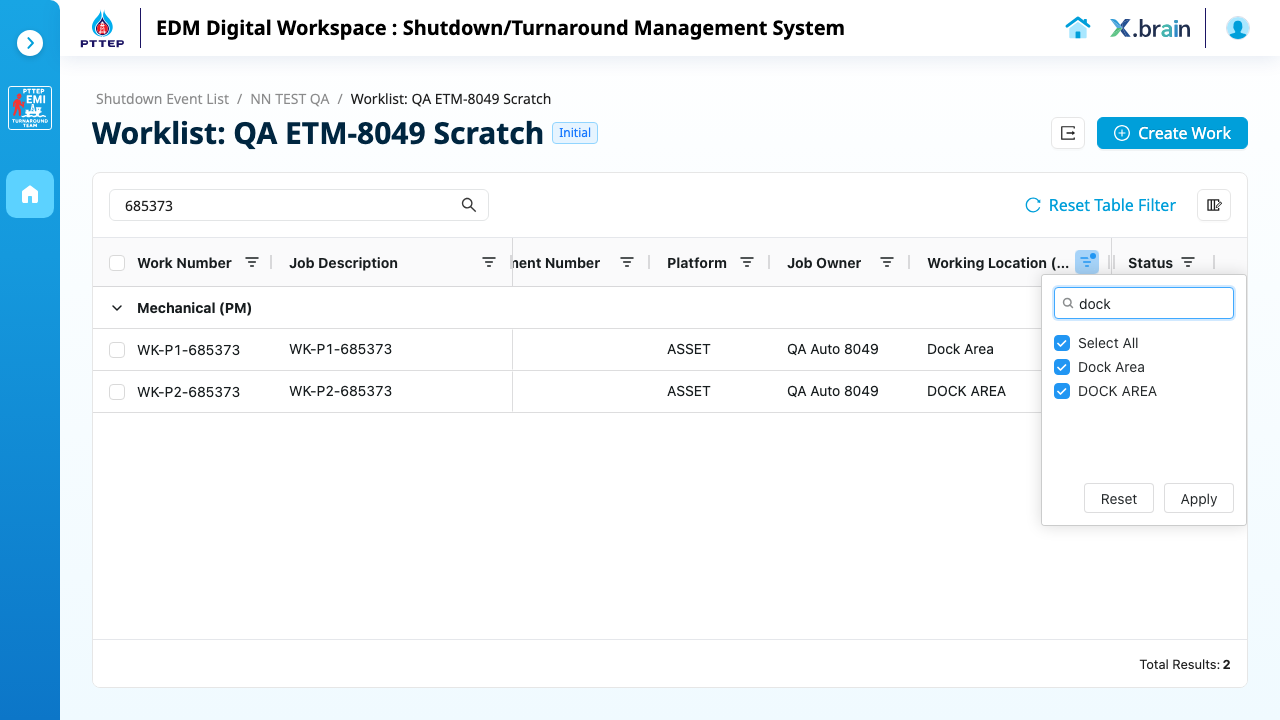 PTTEP
EDM Digital Workspace : Shutdown/Turnaround Management System
X.brain
PTTEP
EMI
TURNAROUND
TEAM
Shutdown Event List / NN TEST QA / Worklist: QA ETM-8049 Scratch
Worklist: QA ETM-8049 Scratch Initial
Create Work
685373
Reset Table Filter
Work Number Job Description nent Number Platform Job Owner Working Location (... Status
Mechanical (PM)
WK-P1-685373 WK-P1-685373 ASSET QA Auto 8049 Dock Area
WK-P2-685373 WK-P2-685373 ASSET QA Auto 8049 DOCK AREA
dock
Select All
Dock Area
DOCK AREA
Reset Apply
Total Results: 2